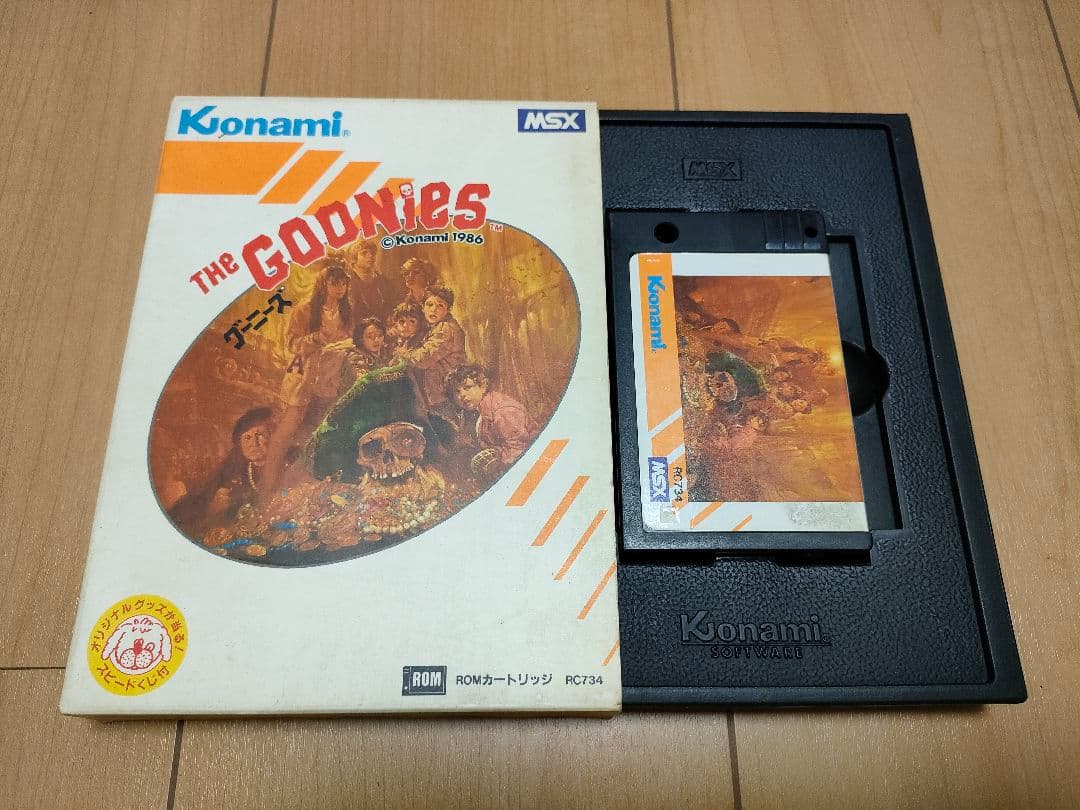 Konami®
MSX
THE GOONIES™
©Konami 1986
グーニーズ
オリジナルグッズが当る!
スピードくじ付
ROM
ROMカートリッジ RC734
MSX
Konami
RC734
MSX
Konami
SOFTWARE